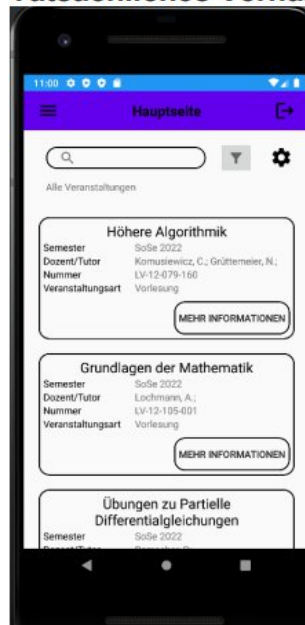 11:00
Hauptseite
Alle Veranstaltungen
Höhere Algorithmik
Semester SoSe 2022
Dozent/Tutor Komusiewicz, C.; Grüttemeier, N.;
Nummer LV-12-079-160
Veranstaltungsart Vorlesung
MEHR INFORMATIONEN
Grundlagen der Mathematik
Semester SoSe 2022
Dozent/Tutor Lochmann, A.;
Nummer LV-12-105-001
Veranstaltungsart Vorlesung
MEHR INFORMATIONEN
Übungen zu Partielle
Differentialgleichungen
Semester SoSe 2022